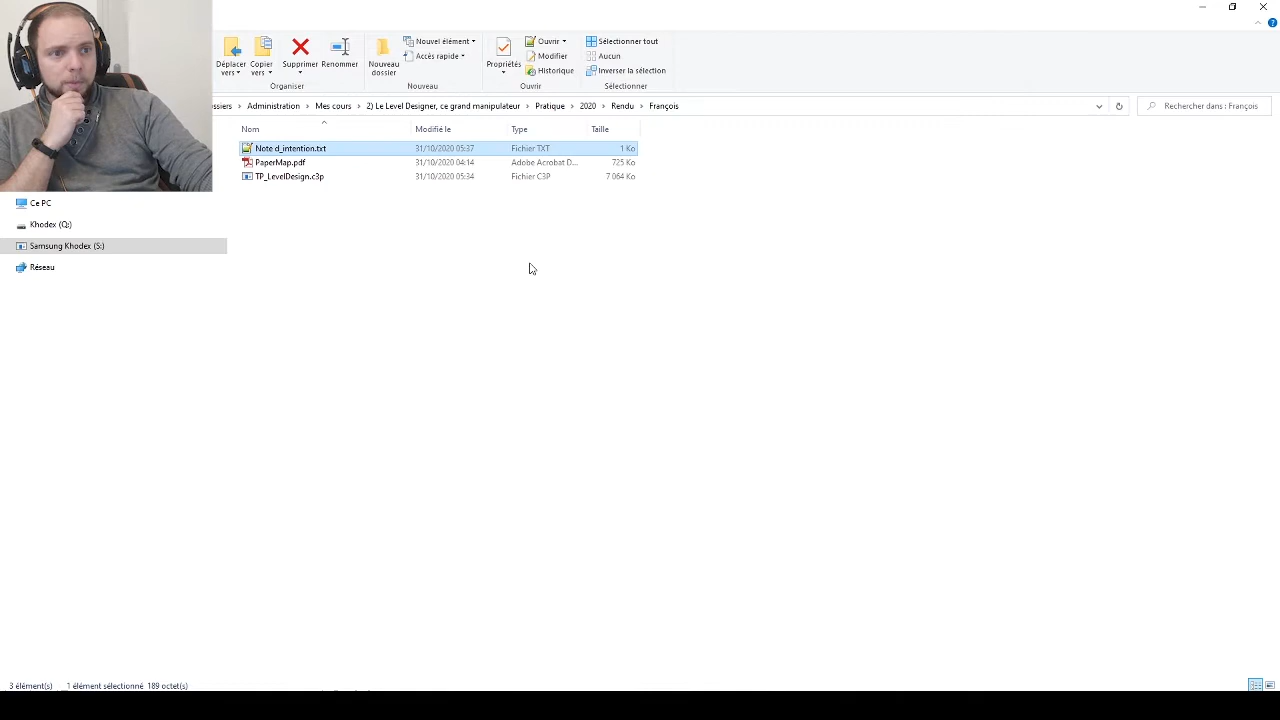 Déplacer vers
Copier vers
Supprimer
Renommer
Organiser
Nouveau dossier
Nouvel élément
Accès rapide
Nouveau
Propriétés
Ouvrir
Modifier
Historique
Ouvrir
Sélectionner tout
Aucun
Inverser la sélection
Sélectionner
Administration
Mes cours
2) Le Level Designer, ce grand manipulateur
Pratique
2020
Rendu
François
Rechercher dans : François
Nom Modifié le Type Taille
Note d_intention.txt 31/10/2020 05:37 Fichier TXT 1 Ko
PaperMap.pdf 31/10/2020 04:14 Adobe Acrobat D... 725 Ko
TP_LevelDesign.c3p 31/10/2020 05:34 Fichier C3P 7 064 Ko
Ce PC
Khodex (Q:)
Samsung Khodex (S:)
Réseau
3 élément(s) 1 élément sélectionné 189 octet(s)